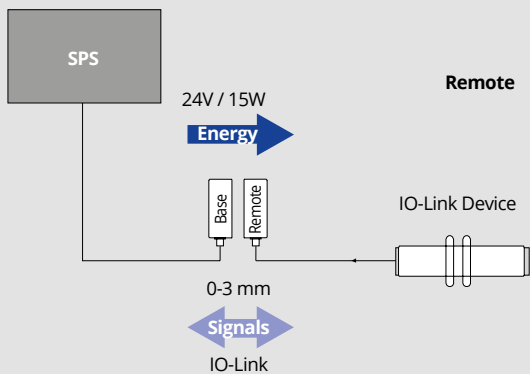 SPS
Remote
24V / 15W
Energy
Base
Remote
IO-Link Device
0-3 mm
Signals
IO-Link